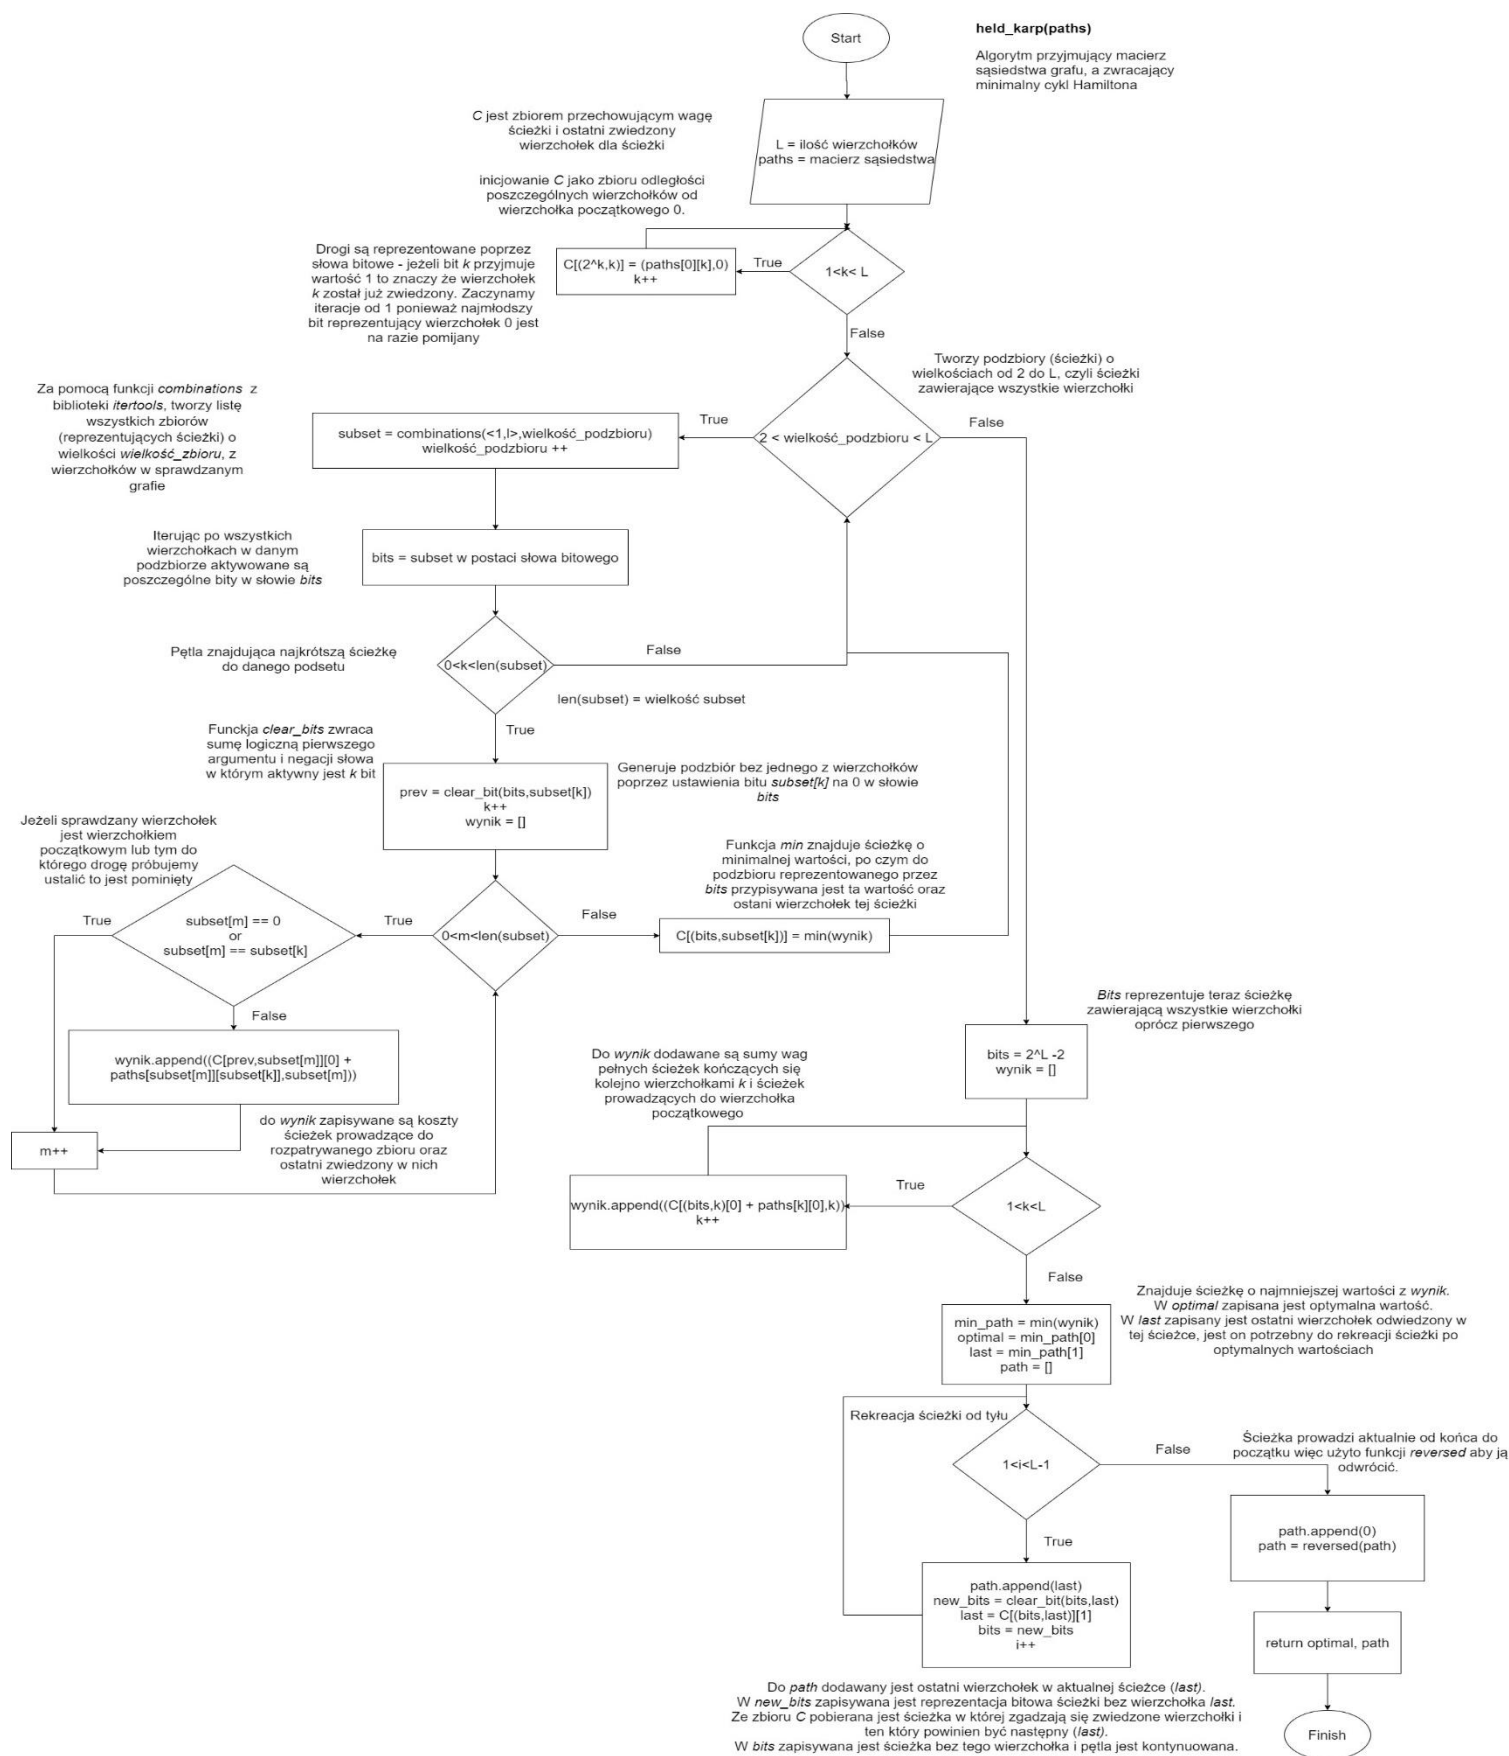 Start
held_karp(paths)
Algorytm przyjmujący macierz
sąsiedstwa grafu, a zwracający
minimalny cykl Hamiltona
C jest zbiorem przechowującym wagę
ścieżki i ostatni zwiedzony
wierzchołek dla ścieżki
L = ilość wierzchołków
paths = macierz sąsiedstwa
inicjowanie C jako zbioru odległości
poszczególnych wierzchołków od
wierzchołka początkowego 0.
Drogi są reprezentowane poprzez
słowa bitowe - jeżeli bit k przyjmuje
wartość 1 to znaczy że wierzchołek
k został już zwiedzony. Zaczynamy
iteracje od 1 ponieważ najmłodszy
bit reprezentujący wierzchołek 0 jest
na razie pomijany
C[(2^k,k)] = (paths[0][k],0)
k++
True
1<k< L
False
Tworzy podzbiory (ścieżki) o
wielkościach od 2 do L, czyli ścieżki
zawierające wszystkie wierzchołki
Za pomocą funkcji combinations z
biblioteki itertools, tworzy listę
wszystkich zbiorów
(reprezentujących ścieżki) o
wielkości wielkość_zbioru, z
wierzchołków w sprawdzanym
grafie
subset = combinations(<1,l>,wielkość_podzbioru)
wielkość_podzbioru ++
True
2 < wielkość_podzbioru < L
False
Iterując po wszystkich
wierzchołkach w danym
podzbiorze aktywowane są
poszczególne bity w słowie bits
bits = subset w postaci słowa bitowego
Pętla znajdująca najkrótszą ścieżkę
do danego podsetu
0<k<len(subset)
False
len(subset) = wielkość subset
True
Funckja clear_bits zwraca
sumę logiczną pierwszego
argumentu i negacji słowa
w którym aktywny jest k bit
prev = clear_bit(bits,subset[k])
k++
wynik = []
Generuje podzbiór bez jednego z wierzchołków
poprzez ustawienia bitu subset[k] na 0 w słowie
bits
Jeżeli sprawdzany wierzchołek
jest wierzchołkiem
początkowym lub tym do
którego drogę próbujemy
ustalić to jest pominięty
Funkcja min znajduje ścieżkę o
minimalnej wartości, po czym do
podzbioru reprezentowanego przez
bits przypisywana jest ta wartość oraz
ostani wierzchołek tej ścieżki
True
subset[m] == 0
or
subset[m] == subset[k]
True
0<m<len(subset)
False
C[(bits,subset[k])] = min(wynik)
False
wynik.append((C[prev,subset[m]][0] +
paths[subset[m]][subset[k]],subset[m]))
m++
do wynik zapisywane są koszty
ścieżek prowadzące do
rozpatrywanego zbioru oraz
ostatni zwiedzony w nich
wierzchołek
Bits reprezentuje teraz ścieżkę
zawierającą wszystkie wierzchołki
oprócz pierwszego
bits = 2^L -2
wynik = []
Do wynik dodawane są sumy wag
pełnych ścieżek kończących się
kolejno wierzchołkami k i ścieżek
prowadzących do wierzchołka
początkowego
wynik.append((C[(bits,k)[0] + paths[k][0],k))
k++
True
1<k<L
False
Znajduje ścieżkę o najmniejszej wartości z wynik.
W optimal zapisana jest optymalna wartość.
W last zapisany jest ostatni wierzchołek odwiedzony w
tej ścieżce, jest on potrzebny do rekreacji ścieżki po
optymalnych wartościach
min_path = min(wynik)
optimal = min_path[0]
last = min_path[1]
path = []
Rekreacja ścieżki od tyłu
1<i<L-1
False
Ścieżka prowadzi aktualnie od końca do
początku więc użyto funkcji reversed aby ją
odwrócić.
True
path.append(0)
path = reversed(path)
path.append(last)
new_bits = clear_bit(bits,last)
last = C[(bits,last)][1]
bits = new_bits
i++
return optimal, path
Do path dodawany jest ostatni wierzchołek w aktualnej ścieżce (last).
W new_bits zapisywana jest reprezentacja bitowa ścieżki bez wierzchołka last.
Ze zbioru C pobierana jest ścieżka w której zgadzają się zwiedzone wierzchołki i
ten który powinien być następny (last).
W bits zapisywana jest ścieżka bez tego wierzchołka i pętla jest kontynuowana.
Finish